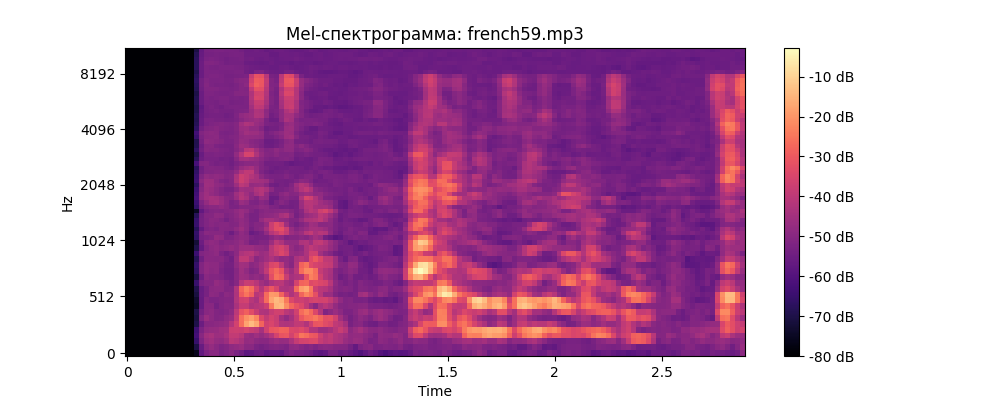 Mel-спектрограмма: french59.mp3
8192
4096
2048
1024
512
0
Hz
0 0.5 1 1.5 2 2.5
Time
-10 dB
-20 dB
-30 dB
-40 dB
-50 dB
-60 dB
-70 dB
-80 dB